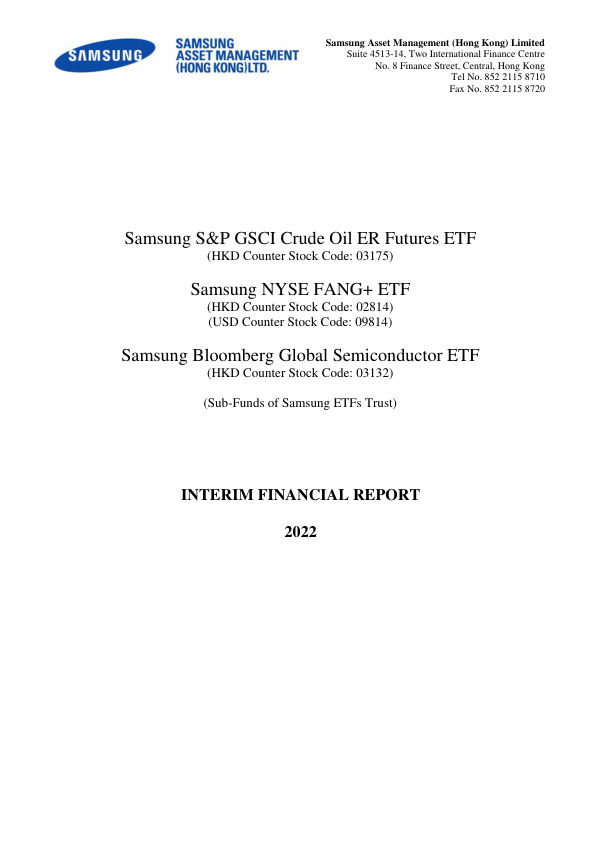 SAMSUNG
SAMSUNG
ASSET MANAGEMENT
(HONG KONG)LTD.
Samsung Asset Management (Hong Kong) Limited
Suite 4513-14, Two International Finance Centre
No. 8 Finance Street, Central, Hong Kong
Tel No. 852 2115 8710
Fax No. 852 2115 8720
Samsung S&P GSCI Crude Oil ER Futures ETF
(HKD Counter Stock Code: 03175)
Samsung NYSE FANG+ ETF
(HKD Counter Stock Code: 02814)
(USD Counter Stock Code: 09814)
Samsung Bloomberg Global Semiconductor ETF
(HKD Counter Stock Code: 03132)
(Sub-Funds of Samsung ETFs Trust)
INTERIM FINANCIAL REPORT
2022